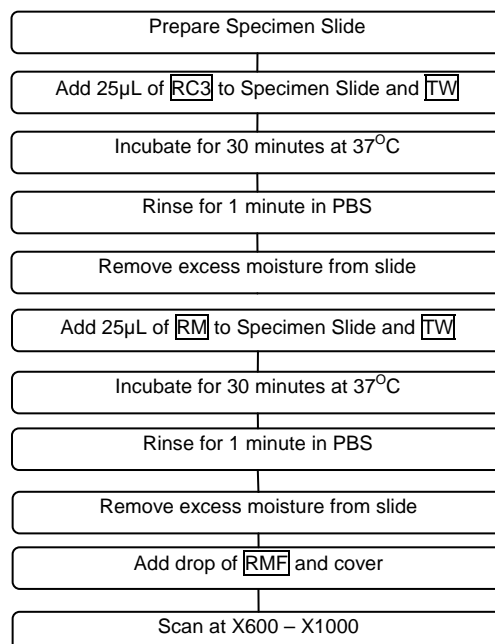 Prepare Specimen Slide
Add 25µL of RC3 to Specimen Slide and TW
Incubate for 30 minutes at 37ᴼC
Rinse for 1 minute in PBS
Remove excess moisture from slide
Add 25µL of RM to Specimen Slide and TW
Incubate for 30 minutes at 37ᴼC
Rinse for 1 minute in PBS
Remove excess moisture from slide
Add drop of RMF and cover
Scan at X600 – X1000